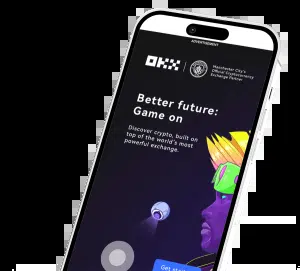 ADVERTISEMENT
OKX
Manchester City's
Official Cryptocurrency
Exchange Partner
Better future:
Game on
Discover crypto, built on
top of the world's most
powerful exchange.
Get